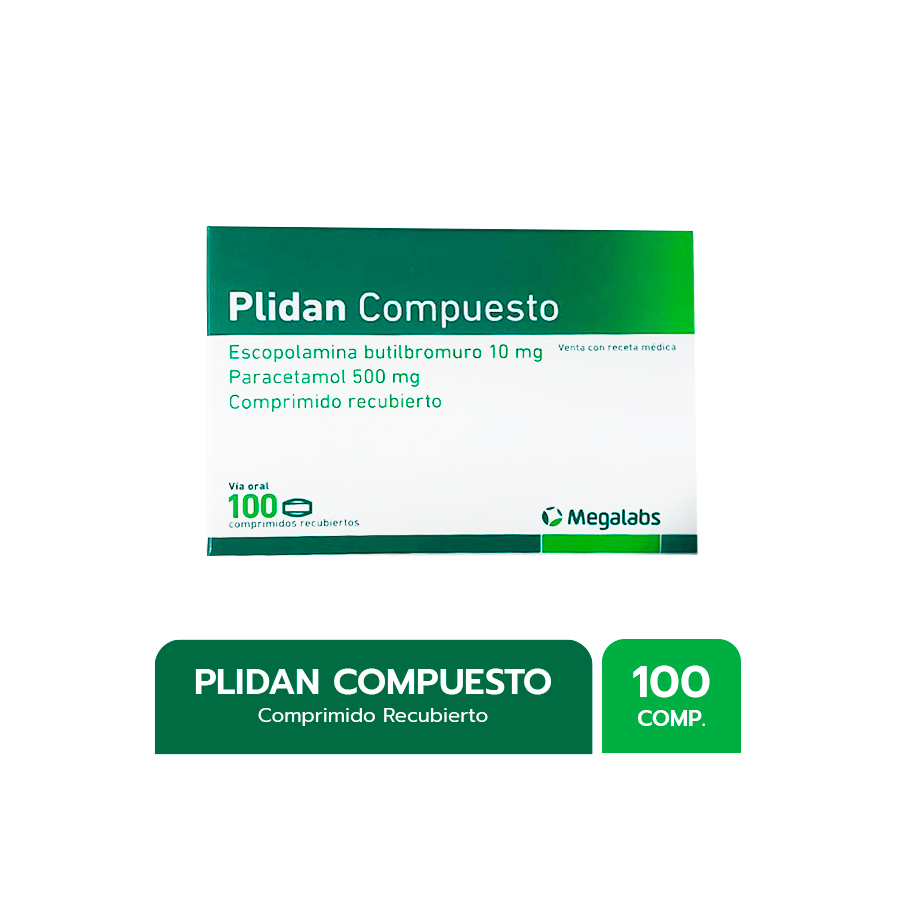 Plidan Compuesto
Escopolamina butilbromuro 10 mg
Venta con receta médica
Paracetamol 500 mg
Comprimido recubierto
Vía oral
100
comprimidos recubiertos
Megalabs
PLIDAN COMPUESTO
Comprimido Recubierto
100
COMP.